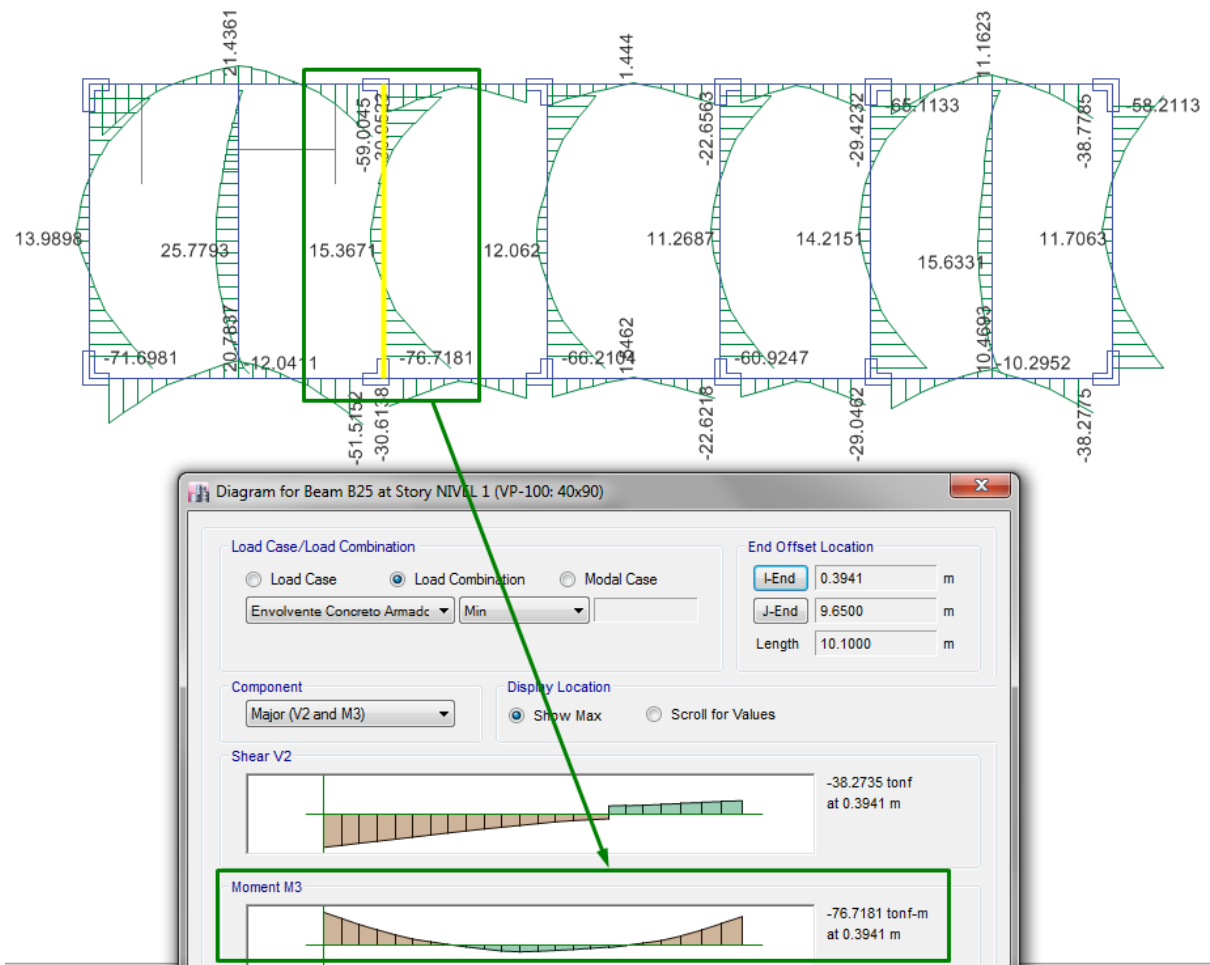 21.4361
1.444
11.1623
-59.0045
-22.6563
-29.4232
-65.1133
-38.7785
-58.2113
13.9898
25.7793
15.3671
12.062
11.2687
14.2151
15.6331
11.7063
-71.6981
20.7837
-12.0411
-76.7181
-66.2104
-60.9247
10.4693
-10.2952
-51.5152
-30.6138
-22.6218
-29.0462
-38.2775
Diagram for Beam B25 at Story NIVEL 1 (VP-100: 40x90)
Load Case/Load Combination
Load Case
Load Combination
Modal Case
Envolvente Concreto Armadc
Min
End Offset Location
I-End
0.3941
m
J-End
9.6500
m
Length
10.1000
m
Component
Major (V2 and M3)
Display Location
Show Max
Scroll for Values
Shear V2
-38.2735 tonf
at 0.3941 m
Moment M3
-76.7181 tonf-m
at 0.3941 m